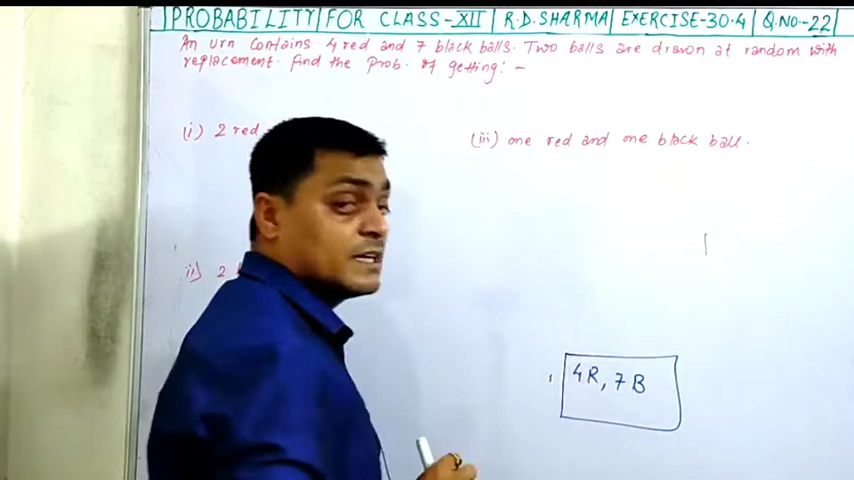 PROBABILITY FOR CLASS-XII R.D.SHARMA EXERCISE-30.4 Q.NO.-22
An urn contains 4 red and 7 black balls. Two balls are drawn at random with
replacement. find the prob. of getting:-
(i) 2 red
(iii) one red and one black ball.
ii) 2
4R, 7B